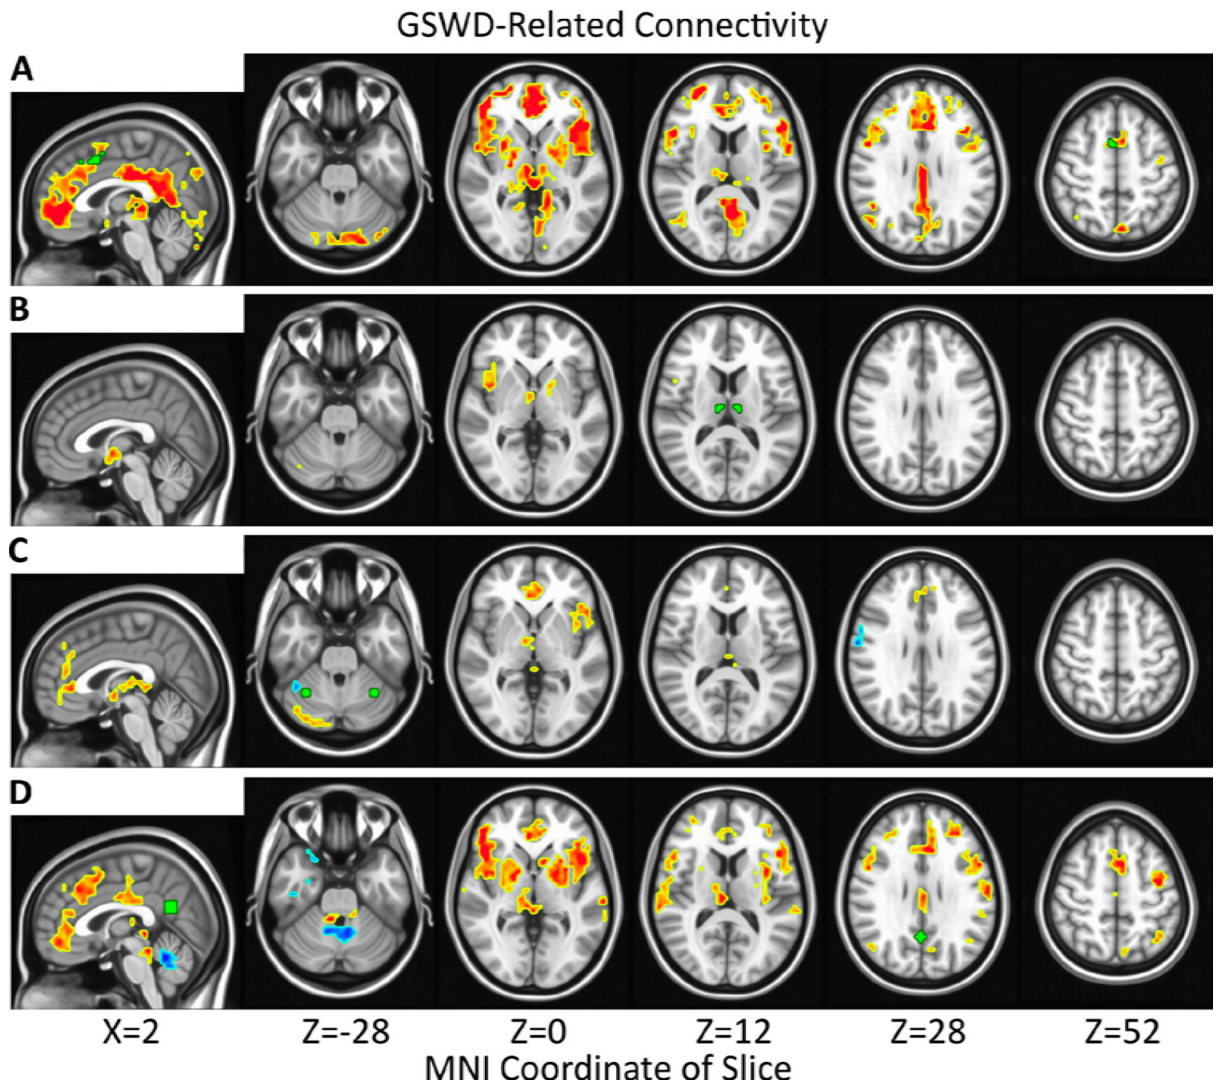 GSWD-Related Connectivity
A
B
C
D
X=2 Z=-28 Z=0 Z=12 Z=28 Z=52
MNI Coordinate of Slice